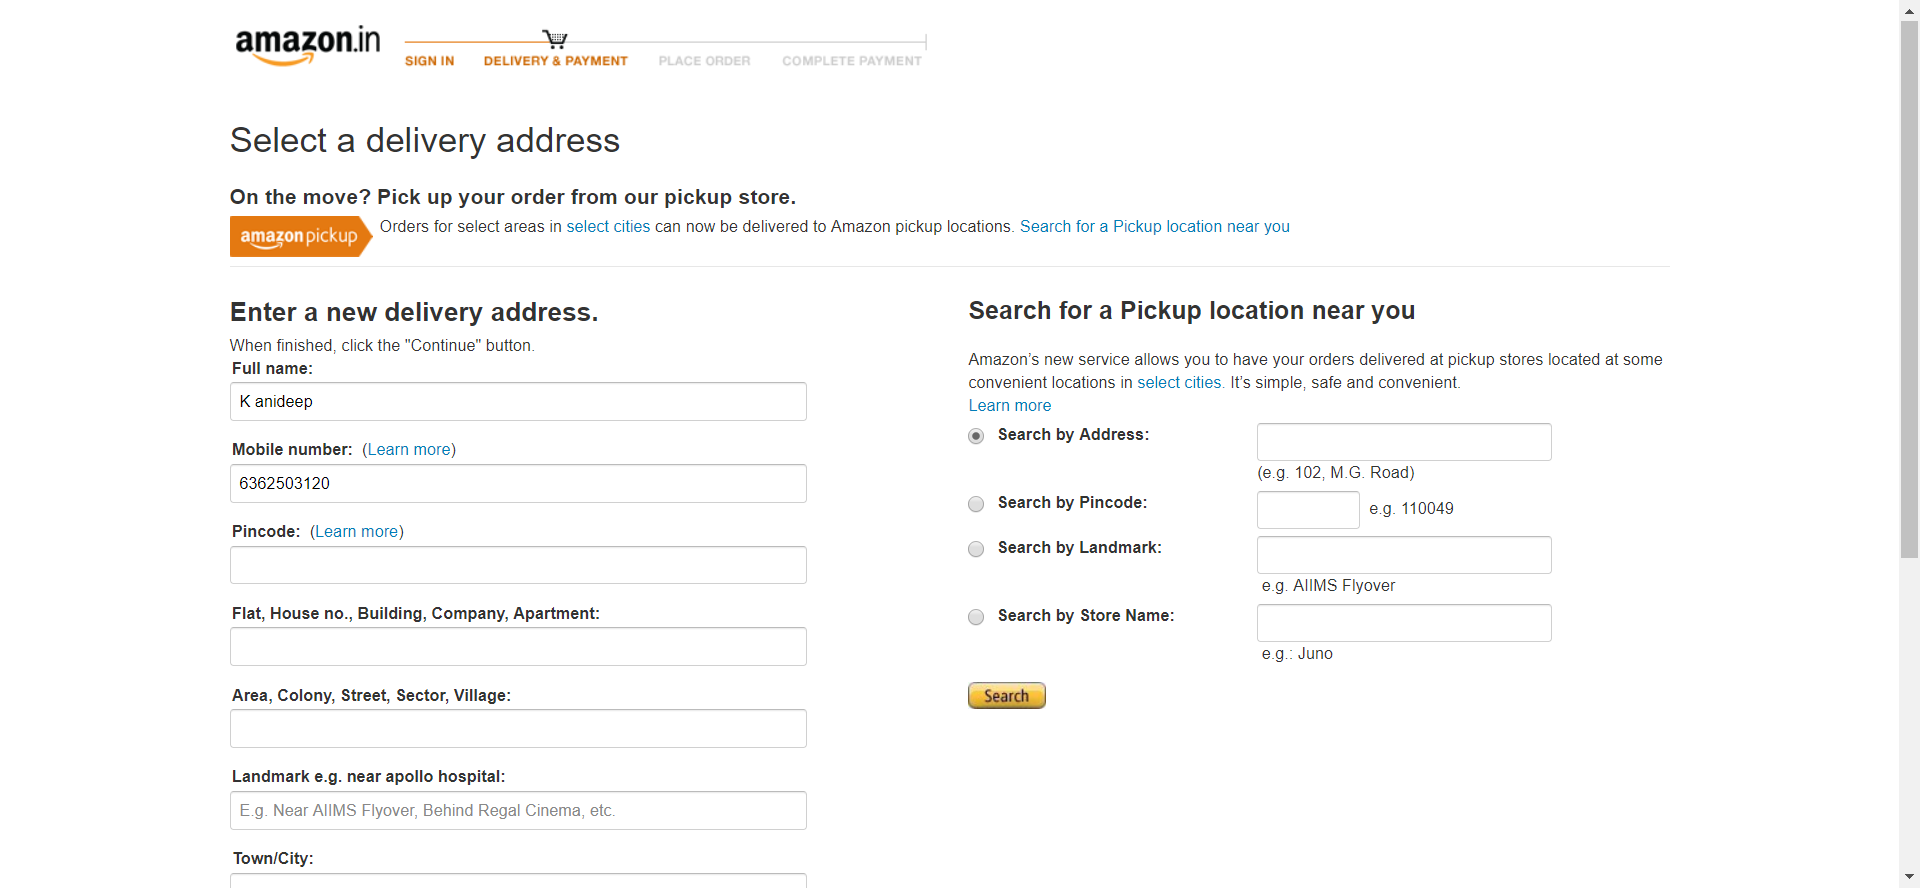 amazon.in
SIGN IN DELIVERY & PAYMENT PLACE ORDER COMPLETE PAYMENT
Select a delivery address
On the move? Pick up your order from our pickup store.
amazon pickup Orders for select areas in select cities can now be delivered to Amazon pickup locations. Search for a Pickup location near you
Enter a new delivery address.
When finished, click the "Continue" button.
Full name:
K anideep
Mobile number: (Learn more)
6362503120
Pincode: (Learn more)
Flat, House no., Building, Company, Apartment:
Area, Colony, Street, Sector, Village:
Landmark e.g. near apollo hospital:
E.g. Near AIIMS Flyover, Behind Regal Cinema, etc.
Town/City:
Search for a Pickup location near you
Amazon’s new service allows you to have your orders delivered at pickup stores located at some
convenient locations in select cities. It’s simple, safe and convenient.
Learn more
Search by Address:
(e.g. 102, M.G. Road)
Search by Pincode: e.g. 110049
Search by Landmark:
e.g. AIIMS Flyover
Search by Store Name:
e.g.: Juno
Search